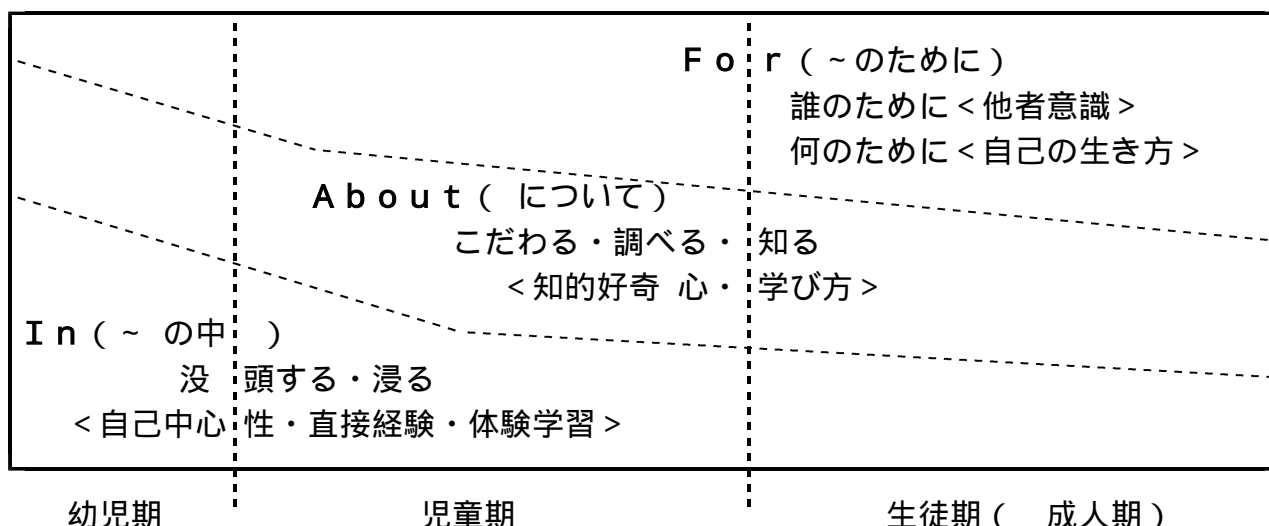 For(~のために)
誰のために<他者意識>
何のために<自己の生き方>
About( について)
こだわる・調べる・ 知る
<知的好奇 心・ 学び方>
In(~ の中 )
没 頭する・浸る
<自己中心 性・直接経験・体験学習>
幼児期 児童期 生徒期( 成人期)